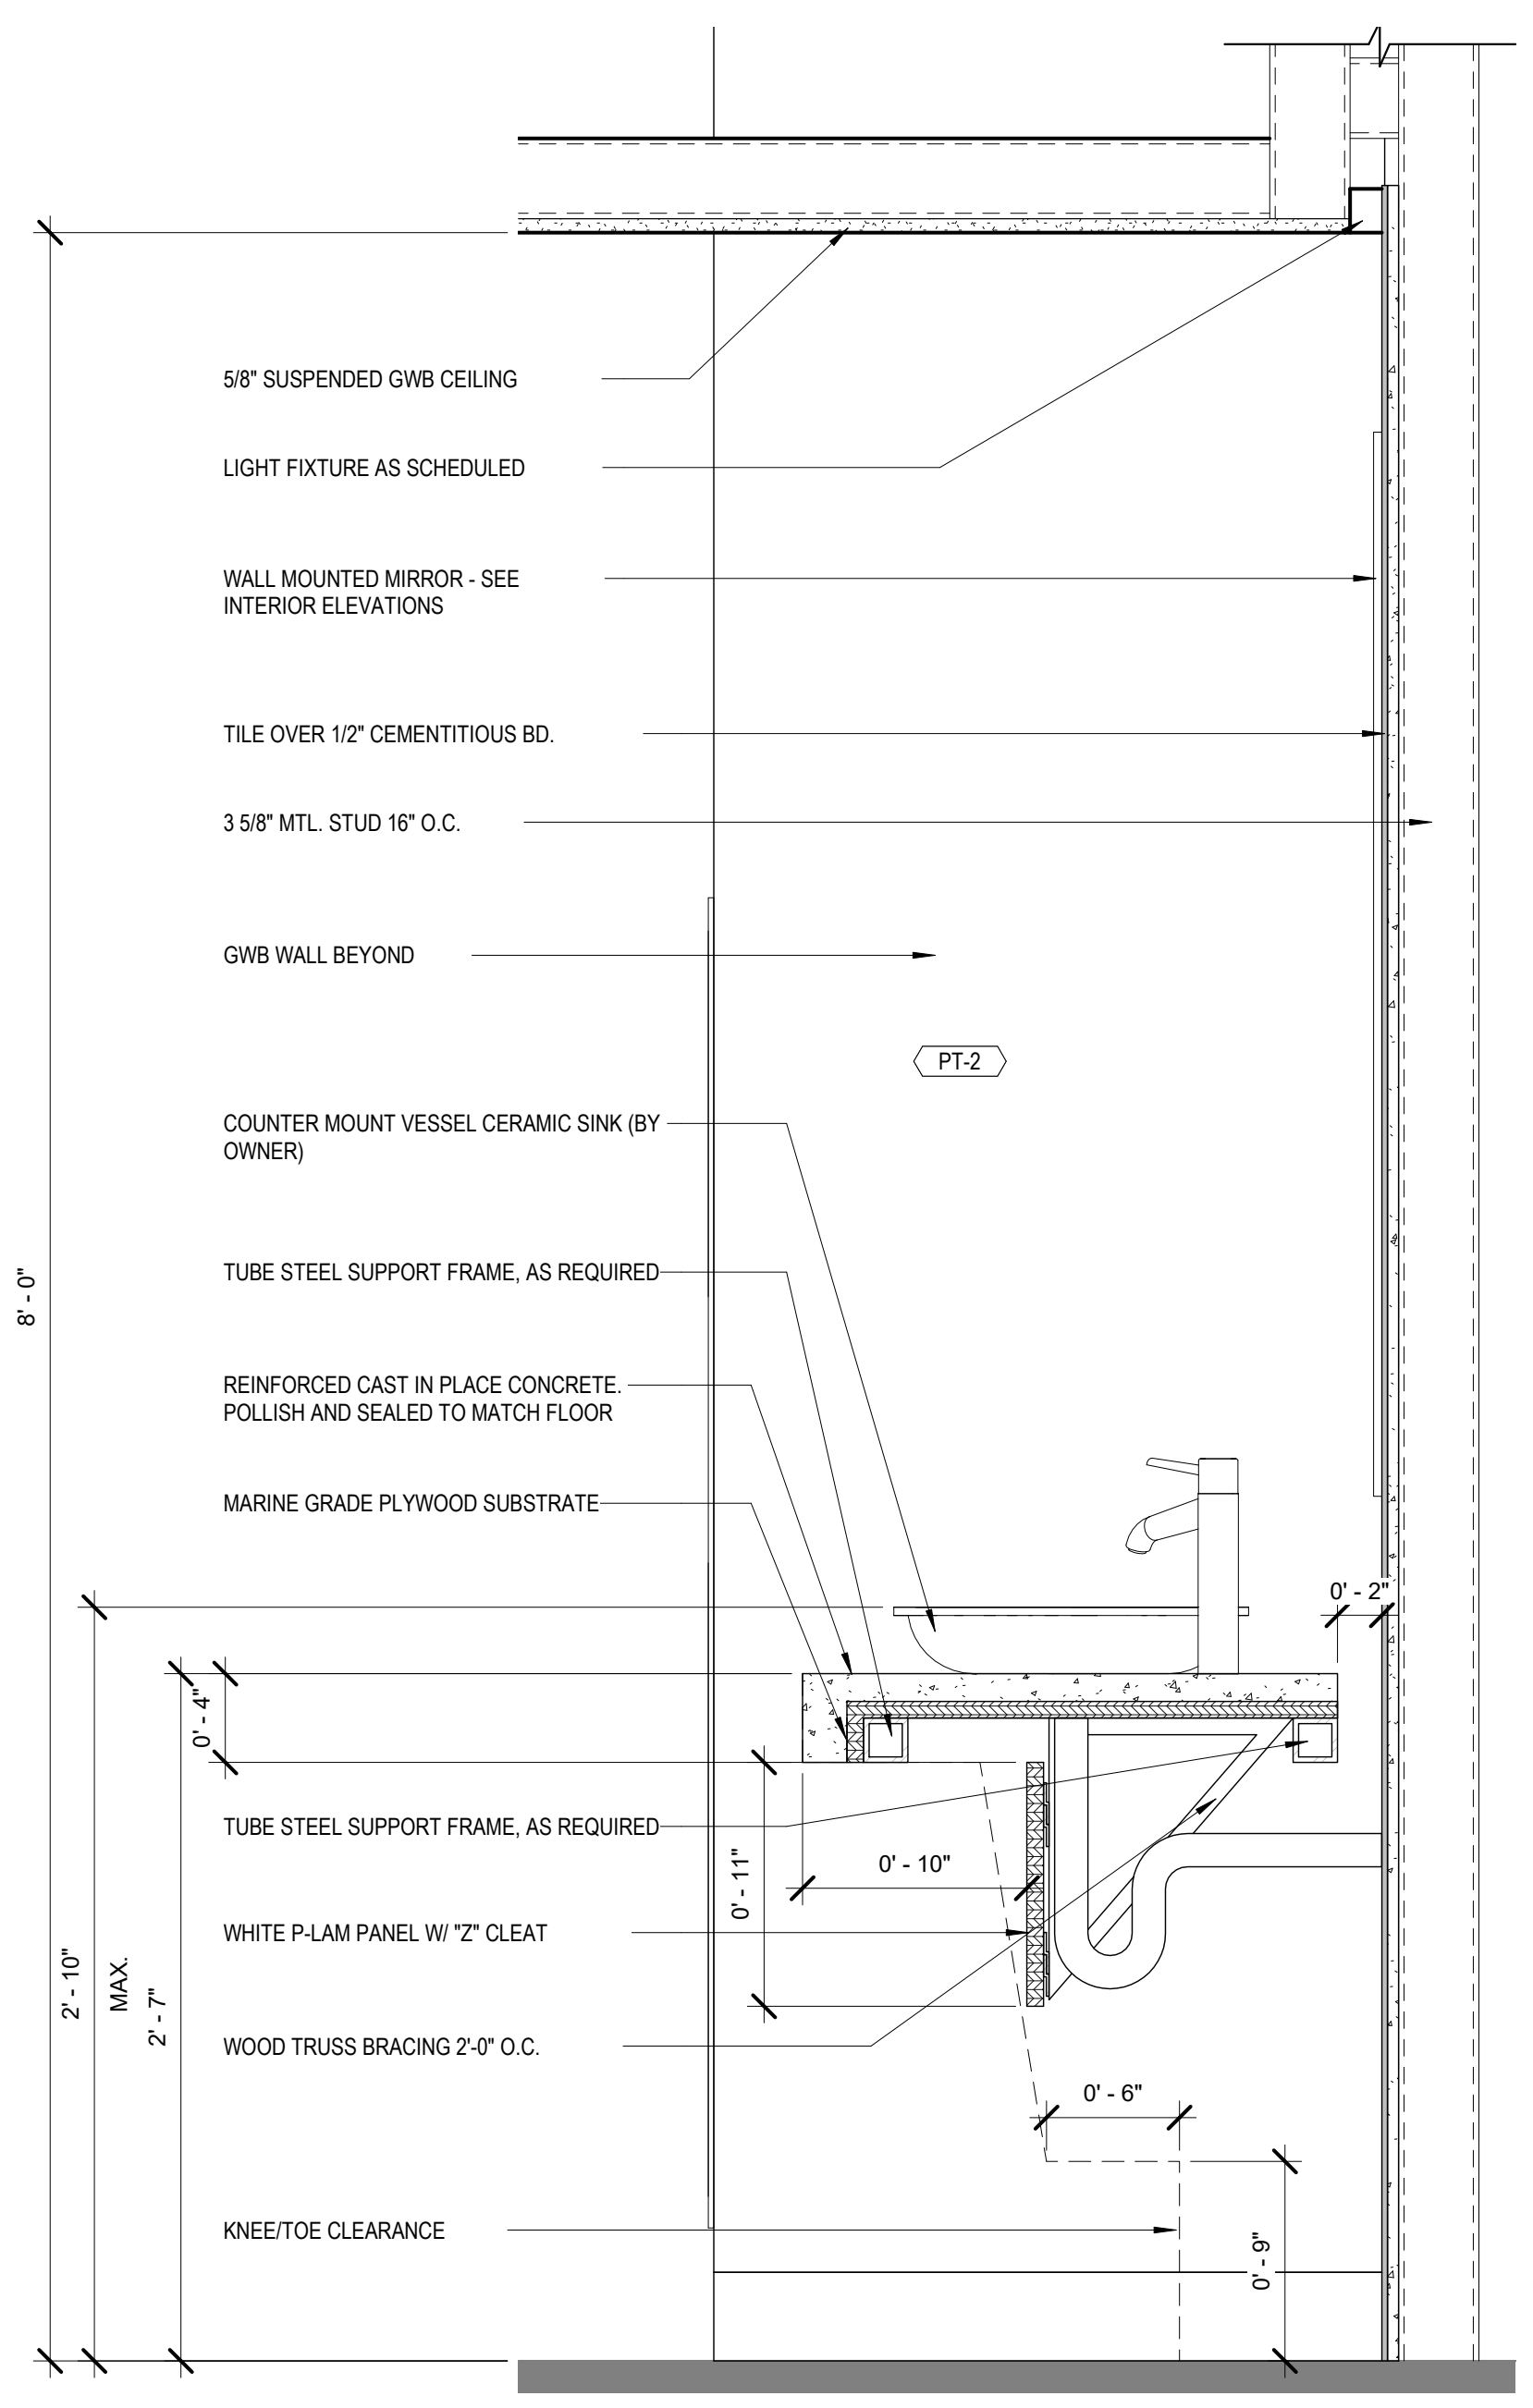 5/8" SUSPENDED GWB CEILING
LIGHT FIXTURE AS SCHEDULED
WALL MOUNTED MIRROR - SEE
INTERIOR ELEVATIONS
TILE OVER 1/2" CEMENTITIOUS BD.
3 5/8" MTL. STUD 16" O.C.
GWB WALL BEYOND
PT-2
COUNTER MOUNT VESSEL CERAMIC SINK (BY
OWNER)
TUBE STEEL SUPPORT FRAME, AS REQUIRED
8' - 0"
REINFORCED CAST IN PLACE CONCRETE.
POLLISH AND SEALED TO MATCH FLOOR
MARINE GRADE PLYWOOD SUBSTRATE
0' - 2"
0' - 4"
TUBE STEEL SUPPORT FRAME, AS REQUIRED
0' - 11"
0' - 10"
WHITE P-LAM PANEL W/ "Z" CLEAT
2' - 10"
MAX.
2' - 7"
WOOD TRUSS BRACING 2'-0" O.C.
0' - 6"
KNEE/TOE CLEARANCE
0' - 9"